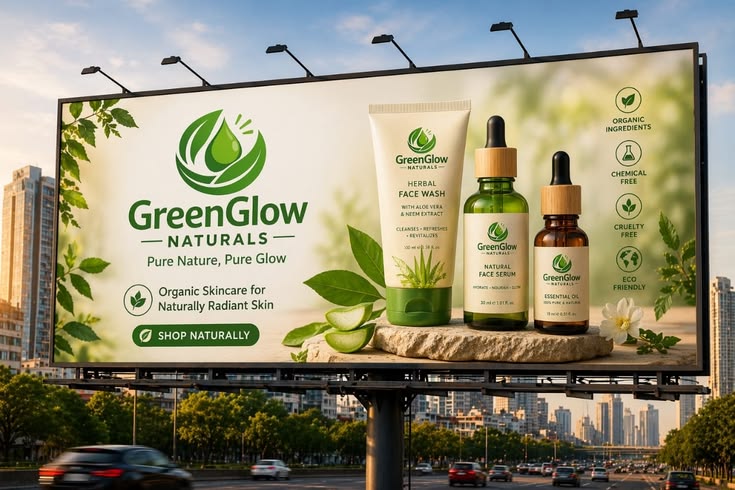 GreenGlow
NATURALS
Pure Nature, Pure Glow
Organic Skincare for
Naturally Radiant Skin
SHOP NATURALLY
GreenGlow
NATURALS
HERBAL
FACE WASH
WITH ALOE VERA
& NEEM EXTRACT
CLEANSES • REFRESHES
• REVITALIZES
GreenGlow
NATURALS
NATURAL
FACE SERUM
HYDRATE • NOURISH • GLOW
30 ml
GreenGlow
NATURALS
ESSENTIAL OIL
100% PURE & NATURAL
ORGANIC
INGREDIENTS
CHEMICAL
FREE
CRUELTY
FREE
ECO
FRIENDLY